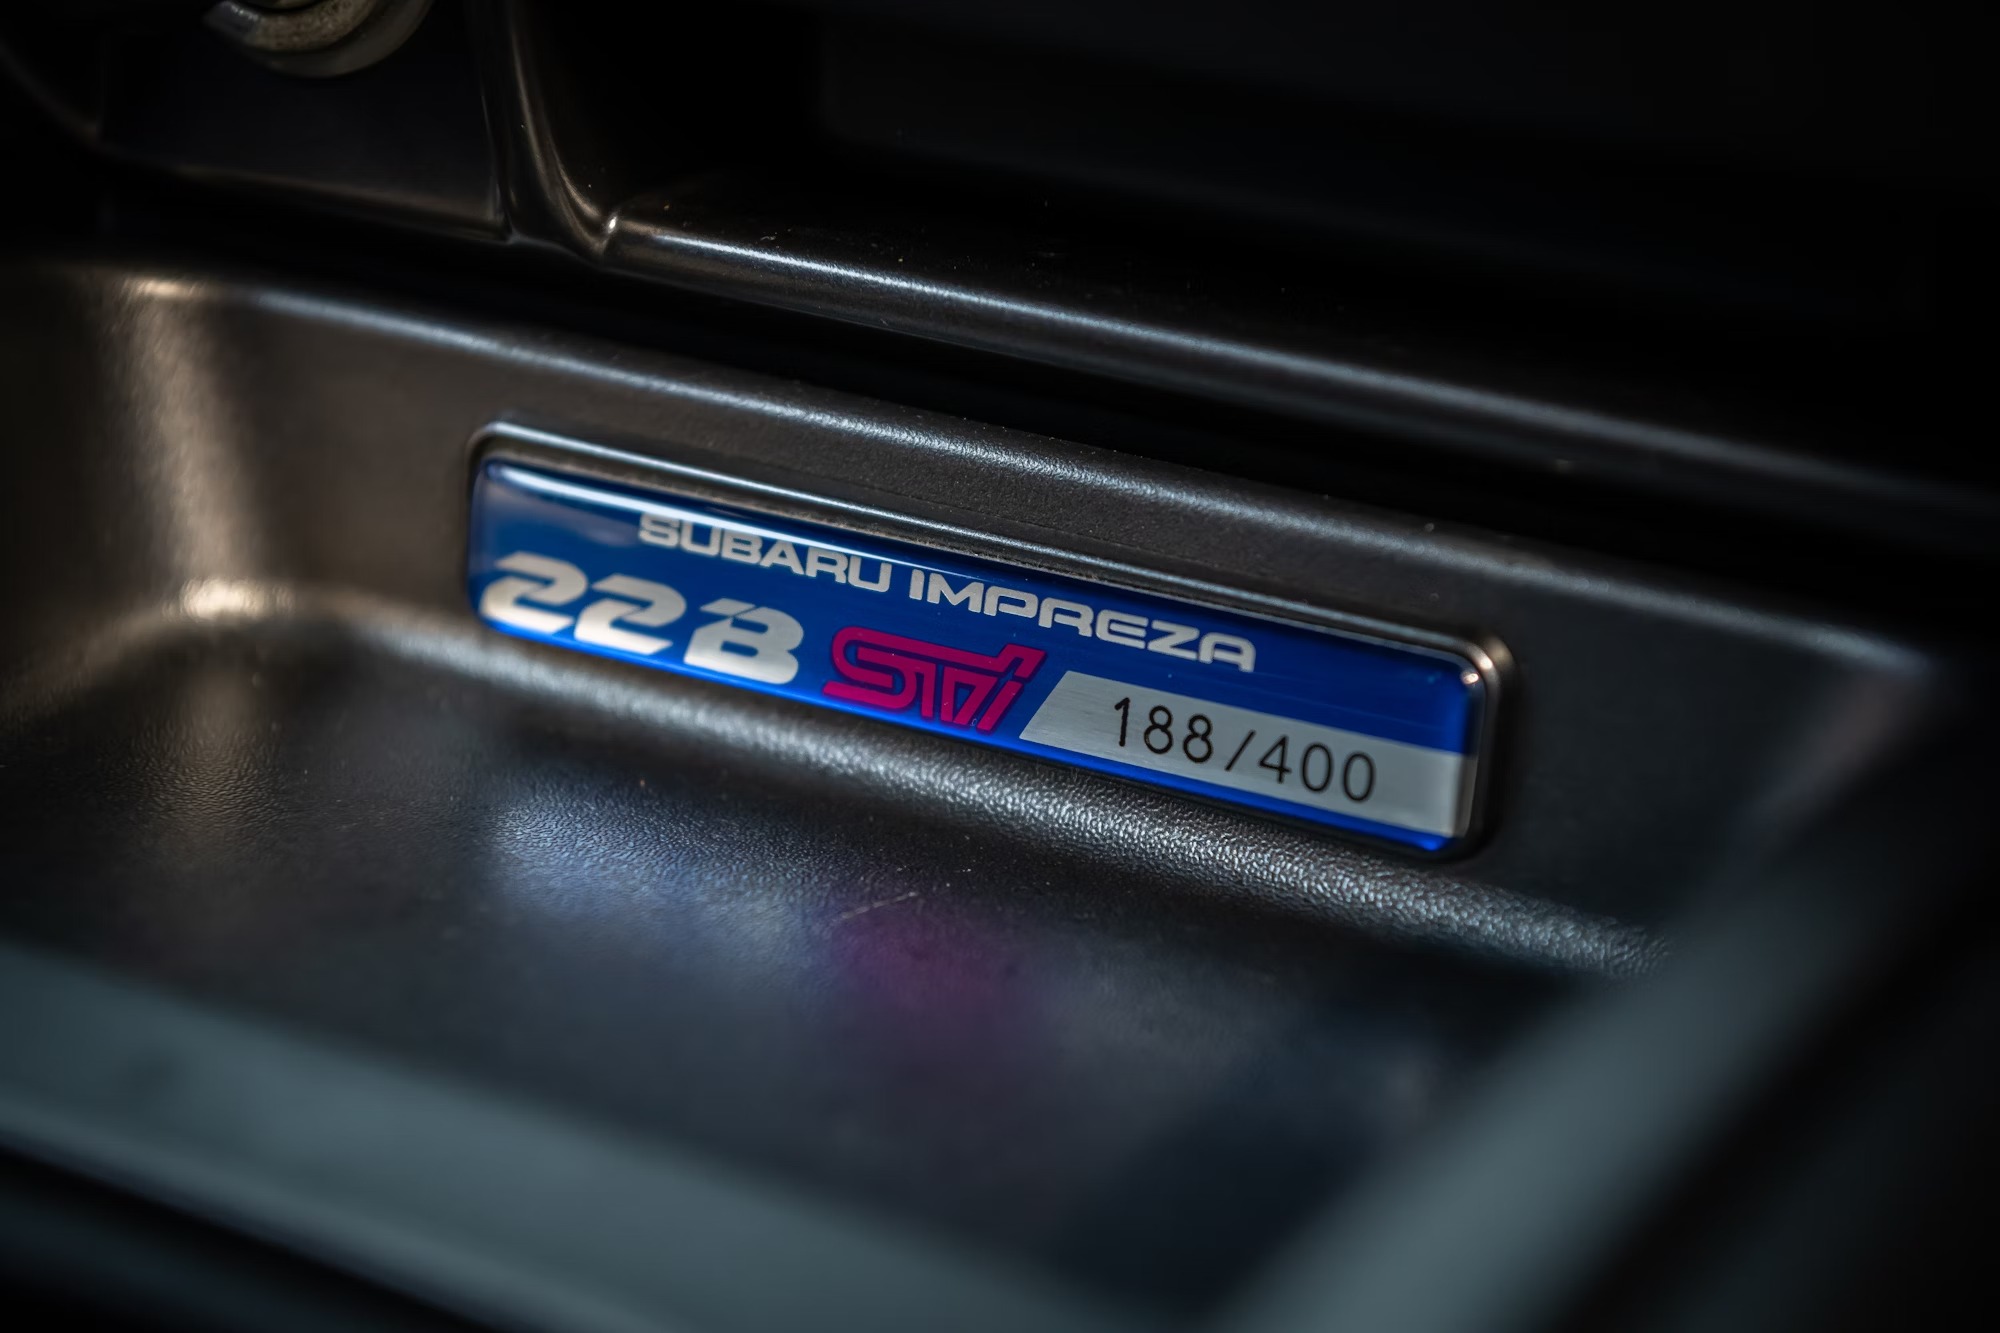 SUBARU IMPREZA
22B STi 188/400